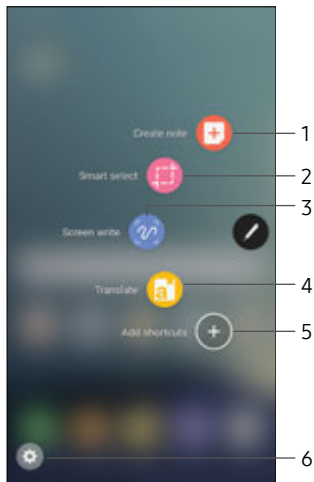 Create note
1
Smart select
2
3
Screen write
Translate
a
4
Add shortcuts
5
6